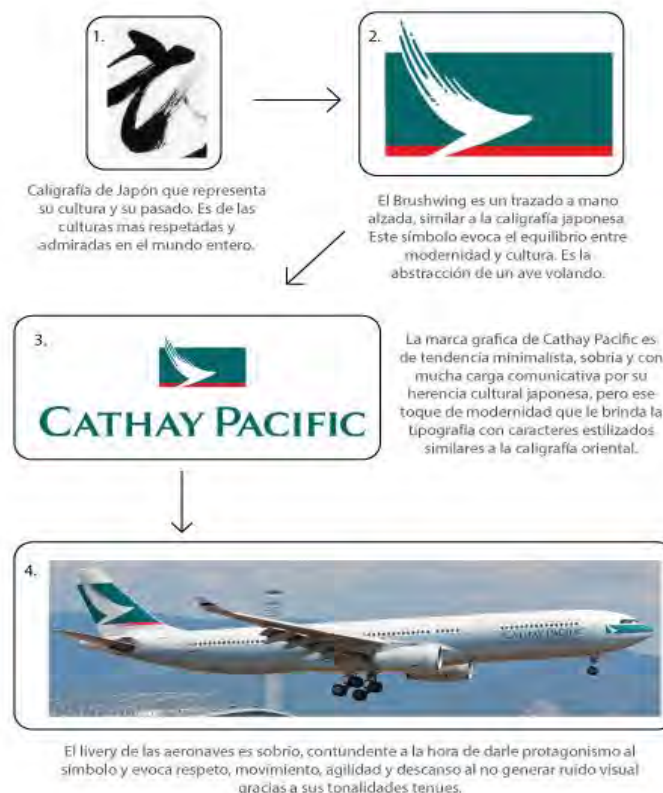 1.
2.
Caligrafía de Japón que representa
su cultura y su pasado. Es de las
culturas mas respetadas y
admiradas en el mundo entero.
El Brushwing es un trazado a mano
alzada, similar a la caligrafía japonesa
Este símbolo evoca el equilibrio entre
modernidad y cultura. Es la
abstracción de un ave volando.
3.
CATHAY PACIFIC
La marca grafica de Cathay Pacific es
de tendencia minimalista, sobria y con
mucha carga comunicativa por su
herencia cultural japonesa, pero ese
toque de modernidad que le brinda la
tipografía con caracteres estilizados
similares a la caligrafía oriental.
4.
CATHAY PACIFIC
El livery de las aeronaves es sobrio, contundente a la hora de darle protagonismo al
símbolo y evoca respeto, movimiento, agilidad y descanso al no generar ruido visual
gracias a sus tonalidades tenues.